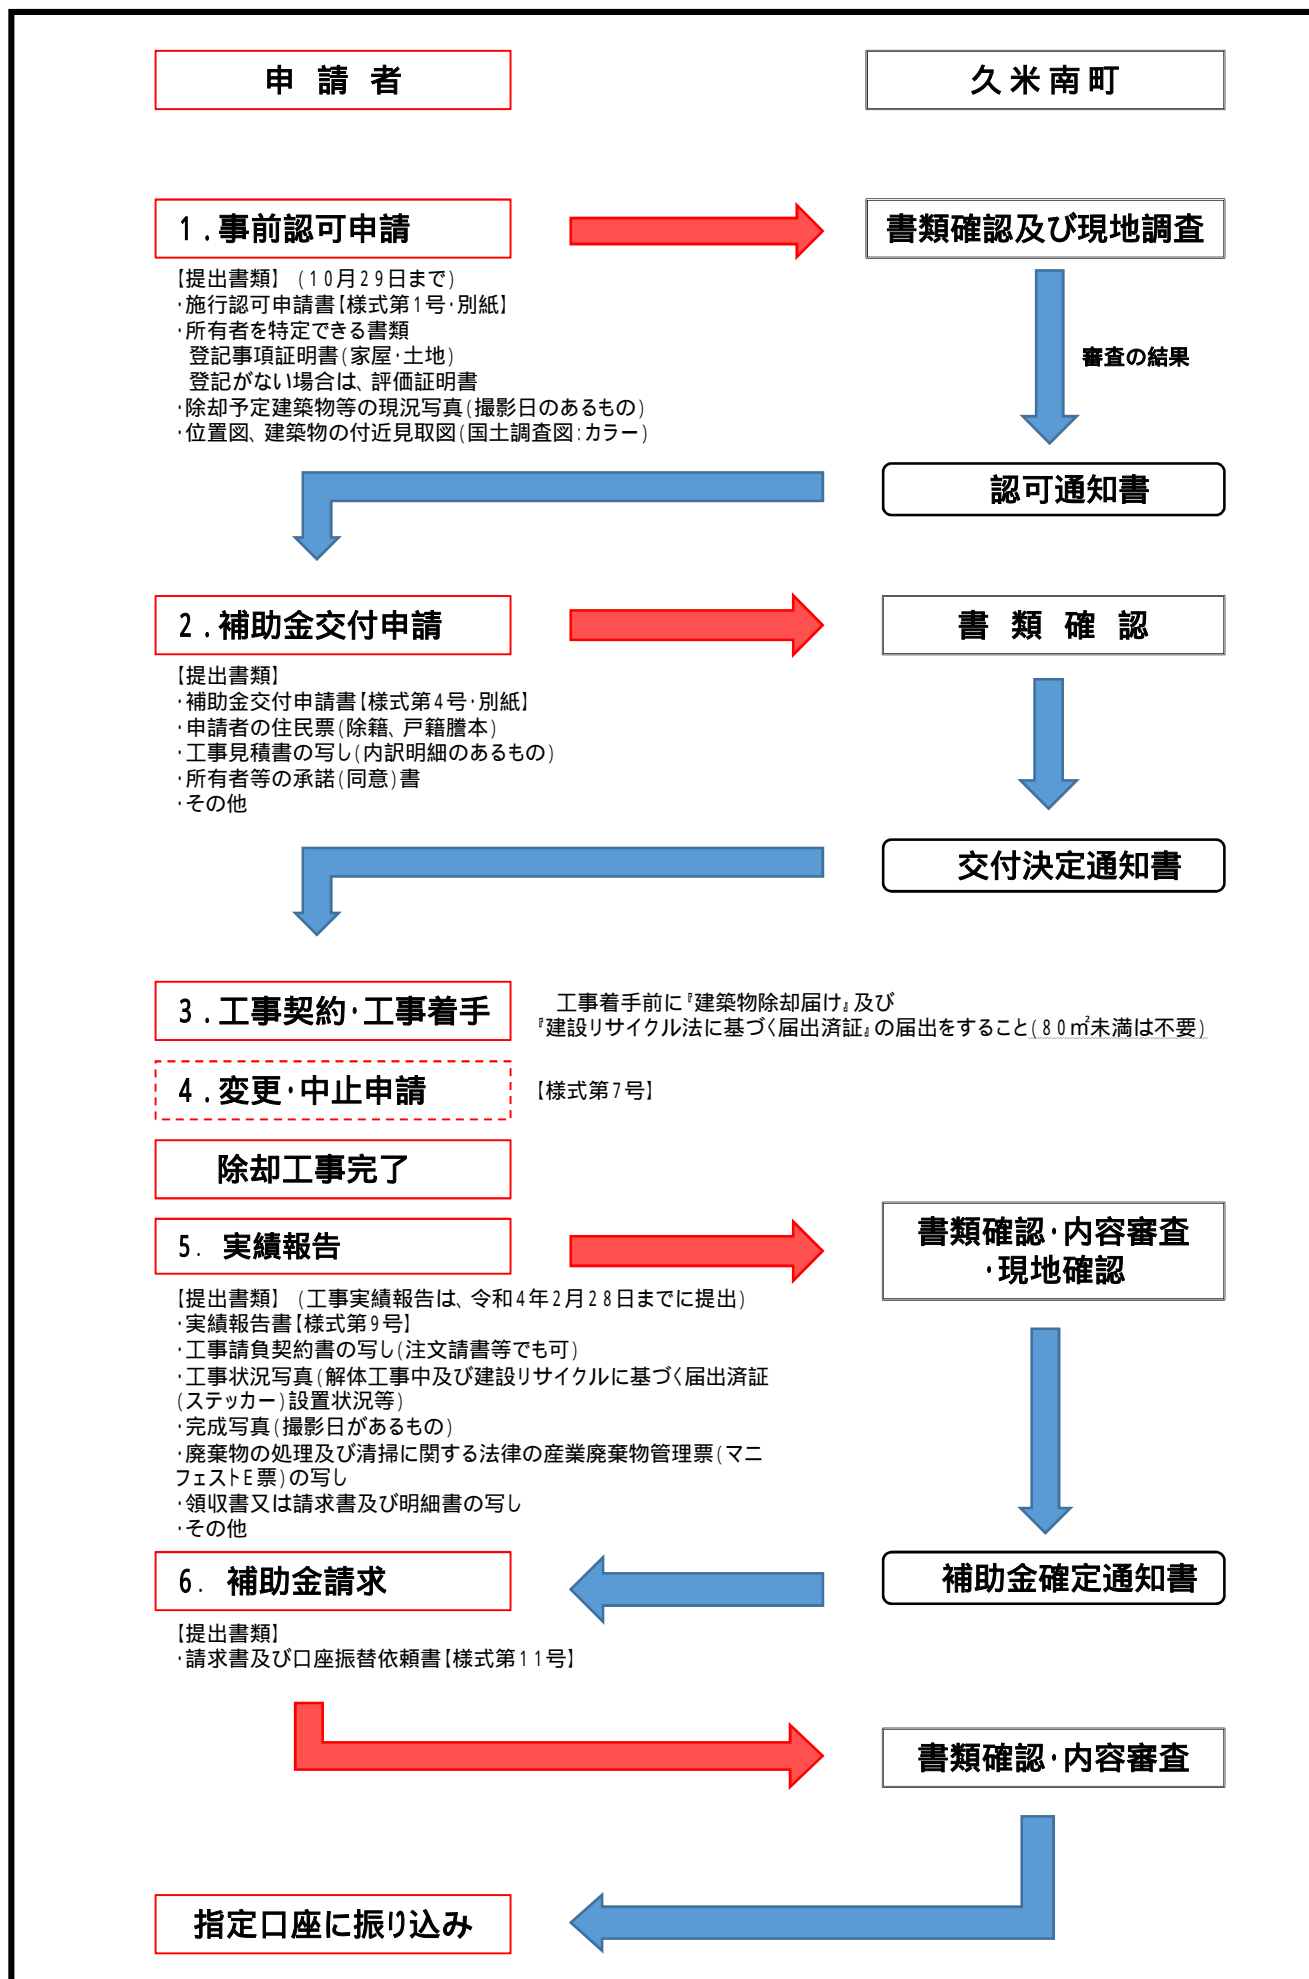 申請者
久米南町
1.事前認可申請
書類確認及び現地調査
【提出書類】(10月29日まで)
・施行認可申請書【様式第1号・別紙】
・所有者を特定できる書類
登記事項証明書(家屋・土地)
登記がない場合は、評価証明書
・除却予定建築物等の現況写真(撮影日のあるもの)
・位置図、建築物の付近見取図(国土調査図:カラー)
審査の結果
認可通知書
2.補助金交付申請
書類確認
【提出書類】
・補助金交付申請書【様式第4号・別紙】
・申請者の住民票(除籍、戸籍謄本)
・工事見積書の写し(内訳明細のあるもの)
・所有者等の承諾(同意)書
・その他
交付決定通知書
3.工事契約・工事着手
工事着手前に『建築物除却届け』及び
『建設リサイクル法に基づく届出済証』の届出をすること(80㎡未満は不要)
4.変更・中止申請
【様式第7号】
除却工事完了
5. 実績報告
書類確認・内容審査
・現地確認
【提出書類】(工事実績報告は、令和4年2月28日までに提出)
・実績報告書【様式第9号】
・工事請負契約書の写し(注文請書等でも可)
・工事状況写真(解体工事中及び建設リサイクルに基づく届出済証
(ステッカー)設置状況等)
・完成写真(撮影日があるもの)
・廃棄物の処理及び清掃に関する法律の産業廃棄物管理票(マニ
フェストE票)の写し
・領収書又は請求書及び明細書の写し
・その他
6. 補助金請求
補助金確定通知書
【提出書類】
・請求書及び口座振替依頼書【様式第11号】
書類確認・内容審査
指定口座に振り込み